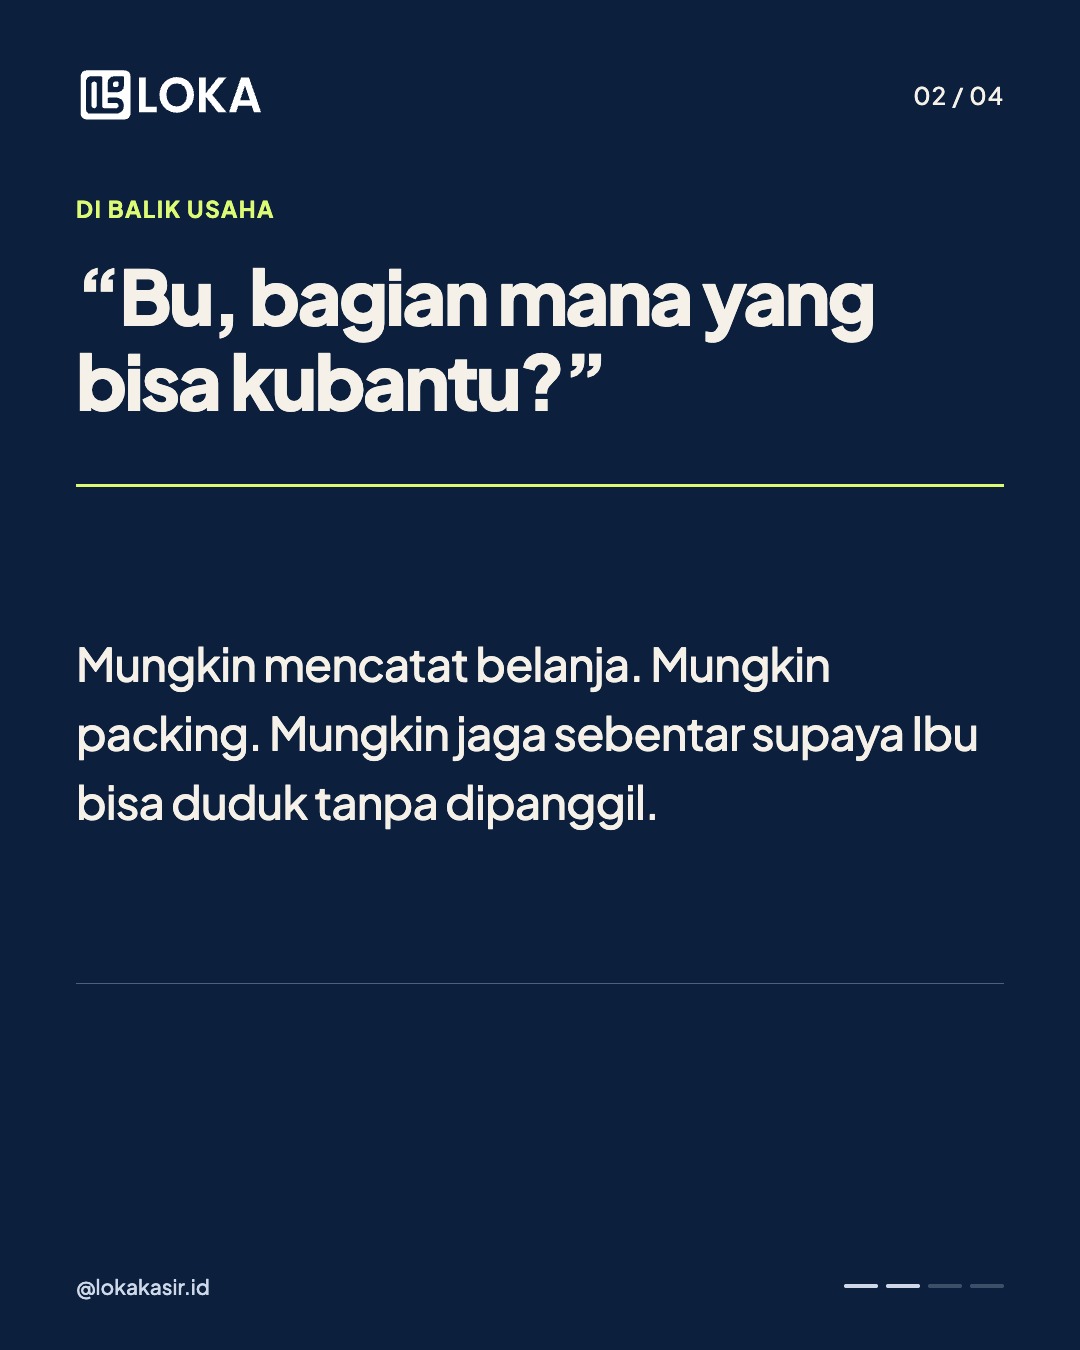 LOKA
02 / 04
DI BALIK USAHA
“Bu, bagian mana yang
bisa kubantu?”
Mungkin mencatat belanja. Mungkin
packing. Mungkin jaga sebentar supaya Ibu
bisa duduk tanpa dipanggil.
@lokakasir.id